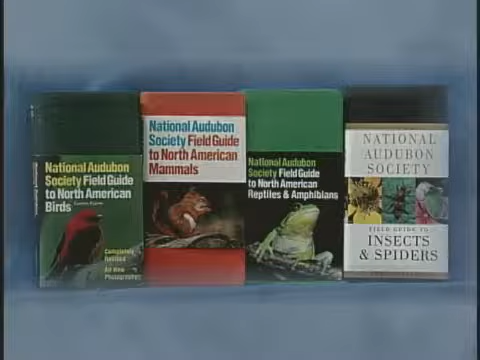 National Audubon
Society Field Guide
to North American
Birds
Completely
Revised
All New
Photographs
National Audubon
Society Field Guide
to North American
Mammals
National Audubon
Society Field Guide
to North American
Reptiles & Amphibians
NATIONAL
AUDUBON
SOCIETY
FIELD GUIDE TO
INSECTS
& SPIDERS